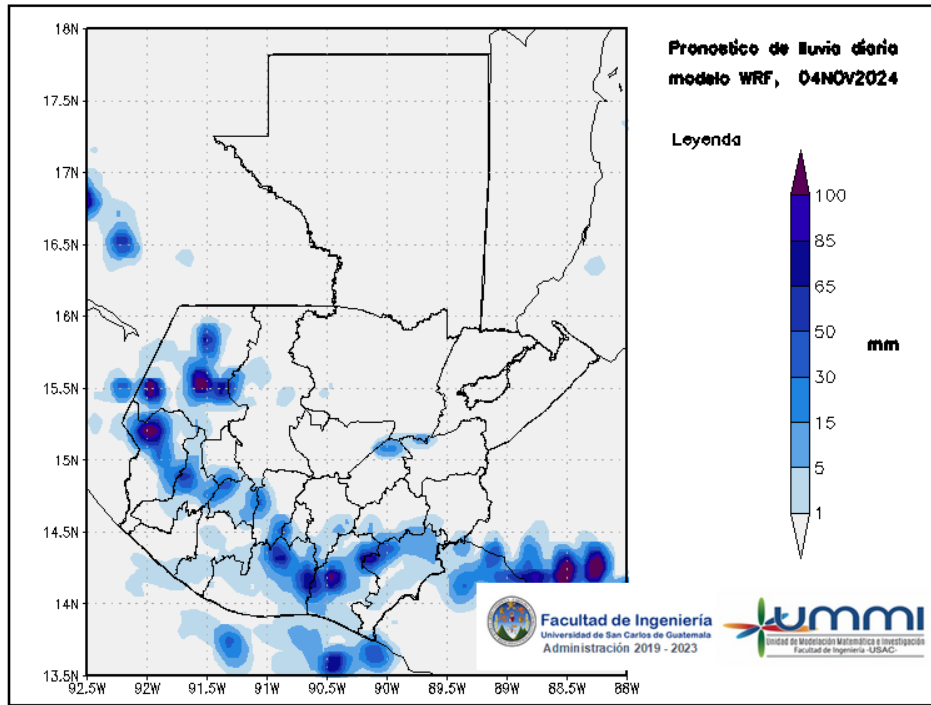 Pronostico de lluvia diaria
modelo WRF, 04NOV2024
Leyenda
100
85
65
50
30
15
5
1
mm
18N
17.5N
17N
16.5N
16N
15.5N
15N
14.5N
14N
13.5N
92.5W
92W
91.5W
91W
90.5W
90W
89.5W
89W
88.5W
88W
Facultad de Ingeniería
Universidad de San Carlos de Guatemala
Administración 2019 - 2023
ummi
Unidad de Modelación Matemática e Investigación
Facultad de Ingeniería -USAC-